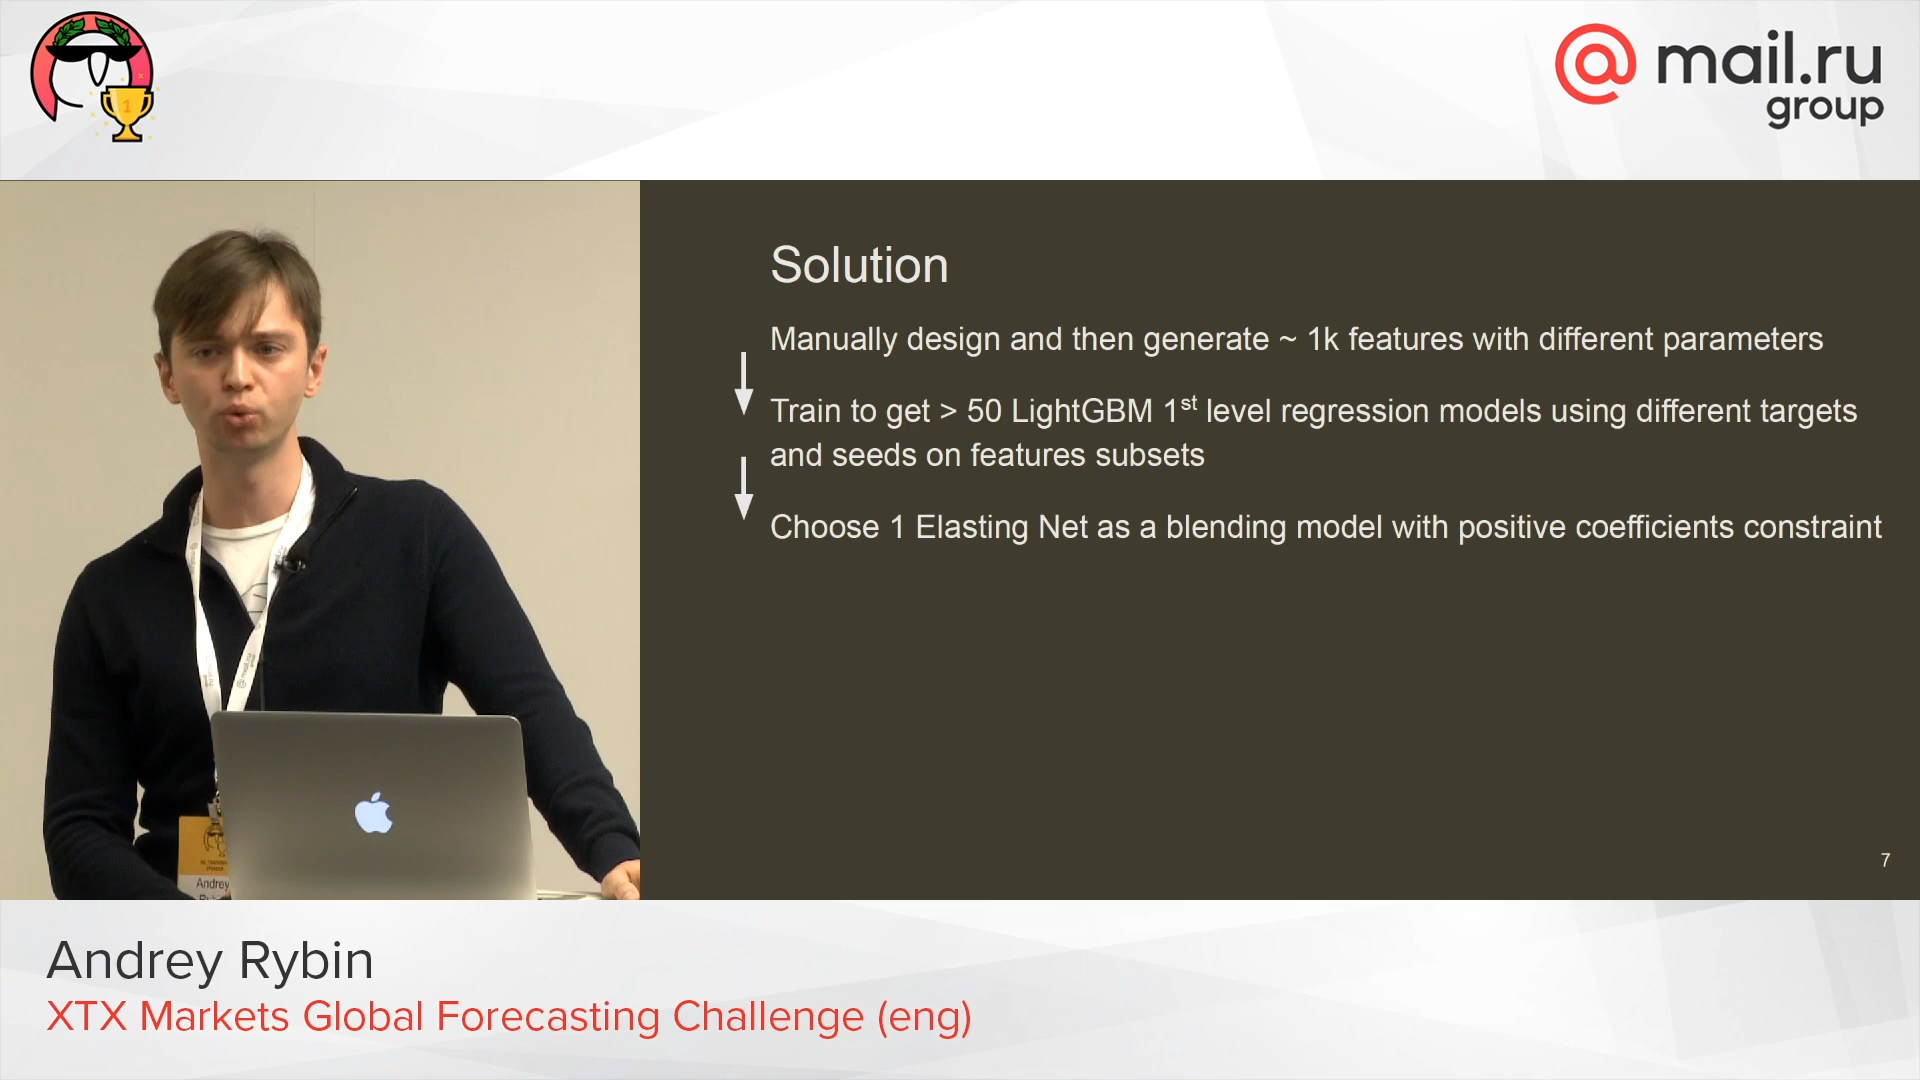 @ mail.ru
group
Solution
Manually design and then generate ~ 1k features with different parameters
Train to get > 50 LightGBM 1st level regression models using different targets
and seeds on features subsets
Choose 1 Elasting Net as a blending model with positive coefficients constraint
7
Andrey
Andrey Rybin
XTX Markets Global Forecasting Challenge (eng)